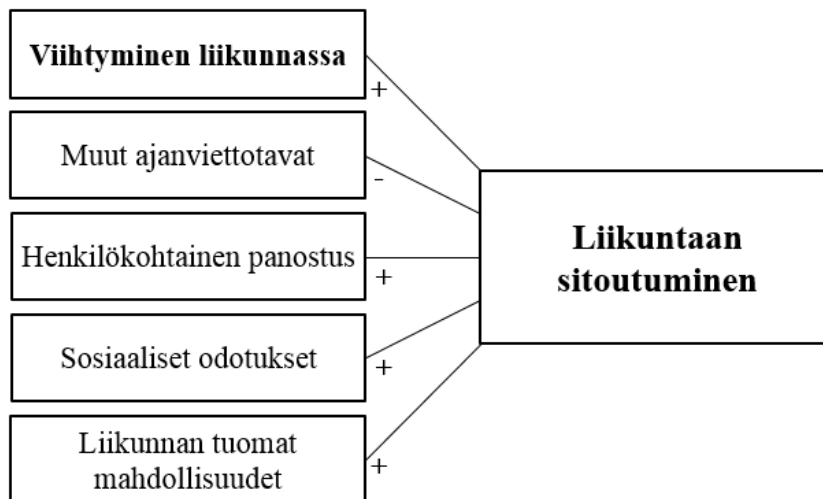 Viihtyminen liikunnassa
+
Muut ajanviettotavat
-
Henkilökohtainen panostus
+
Sosiaaliset odotukset
+
Liikunnan tuomat
mahdollisuudet
+
Liikuntaan
sitoutuminen